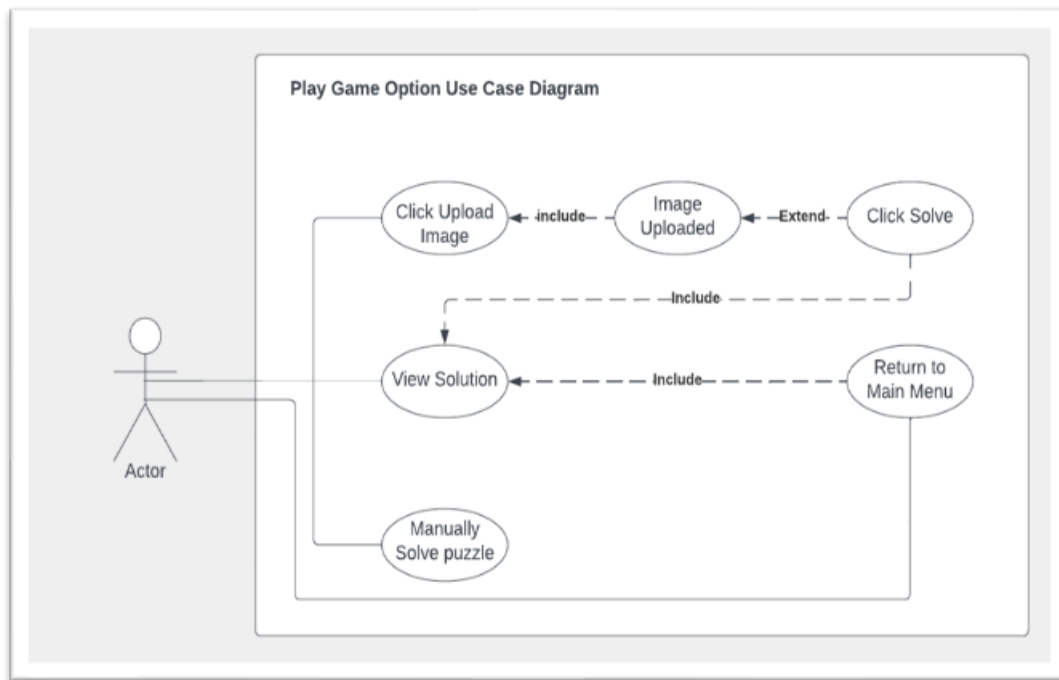 Play Game Option Use Case Diagram
Click Upload
Image
include
Image
Uploaded
Extend
Click Solve
Include
View Solution
Include
Return to
Main Menu
Actor
Manually
Solve puzzle